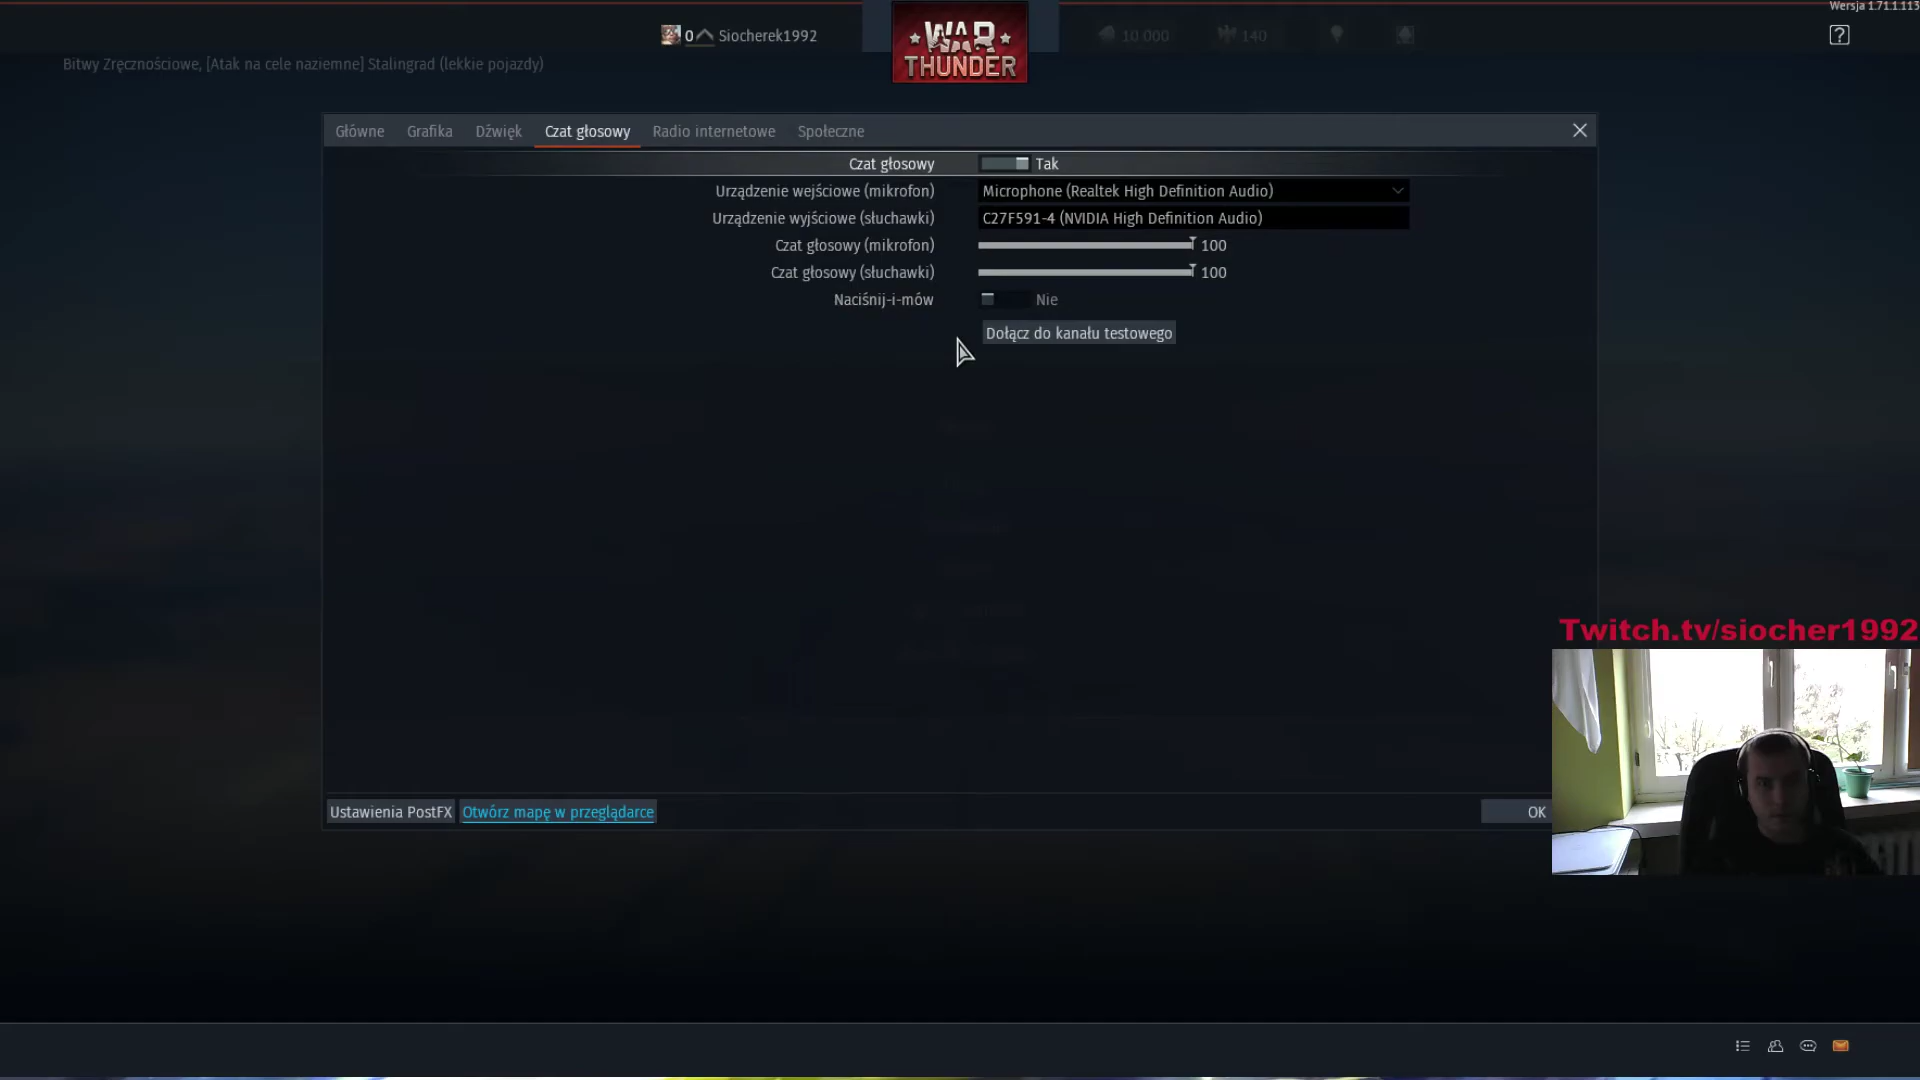 Wersja 1.71.1.113
0 Siocherek1992
WAR
THUNDER
10 000
140
Bitwy Zręcznościowe, [Atak na cele naziemne] Stalingrad (lekkie pojazdy)
Główne Grafika Dźwięk Czat głosowy Radio internetowe Społeczne
Czat głosowy Tak
Urządzenie wejściowe (mikrofon) Microphone (Realtek High Definition Audio)
Urządzenie wyjściowe (słuchawki) C27F591-4 (NVIDIA High Definition Audio)
Czat głosowy (mikrofon) 100
Czat głosowy (słuchawki) 100
Naciśnij-i-mów Nie
Dołącz do kanału testowego
Twitch.tv/siocher1992
Ustawienia PostFX Otwórz mapę w przeglądarce OK